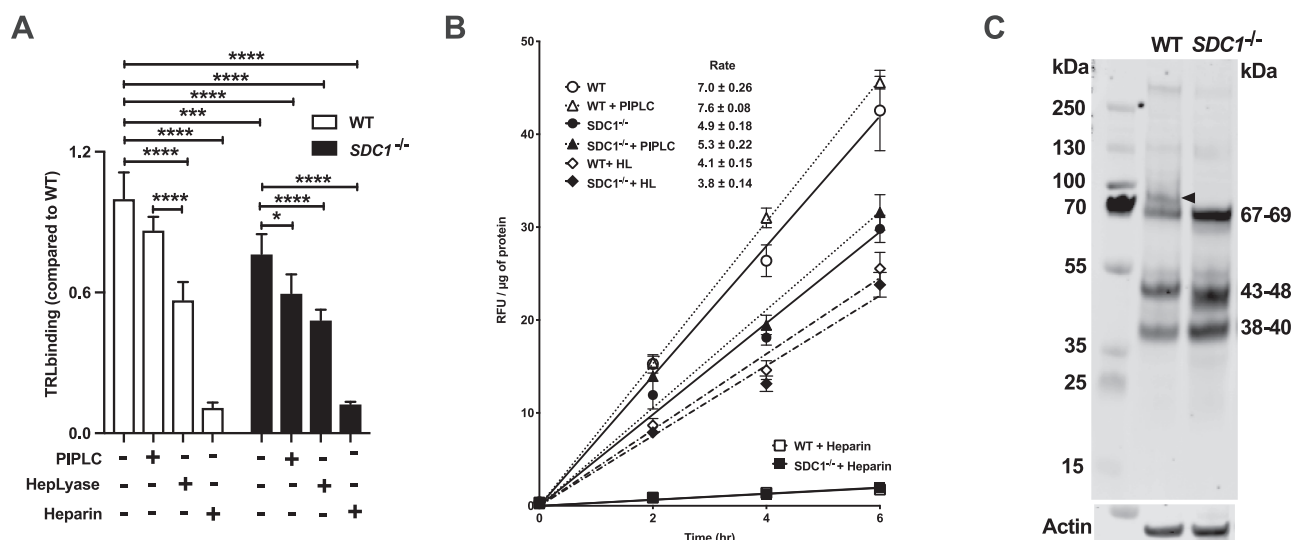 A
****
****
****
***
****
****
****
****
****
*
WT
SDC1-/-
TRLbinding (compared to WT)
1.2
0.6
0.0
PIPLC - + - - - + - -
HepLyase - - + - - - + -
Heparin - - - + - - - +
B
RFU / µg of protein
50
40
30
20
10
0
0 2 4 6
Time (hr)
Rate
WT 7.0 ± 0.26
WT + PIPLC 7.6 ± 0.08
SDC1-/- 4.9 ± 0.18
SDC1-/- + PIPLC 5.3 ± 0.22
WT+ HL 4.1 ± 0.15
SDC1-/- + HL 3.8 ± 0.14
WT + Heparin
SDC1-/- + Heparin
C
WT SDC1-/-
kDa kDa
250
130
100
70
55
35
25
15
67-69
43-48
38-40
Actin